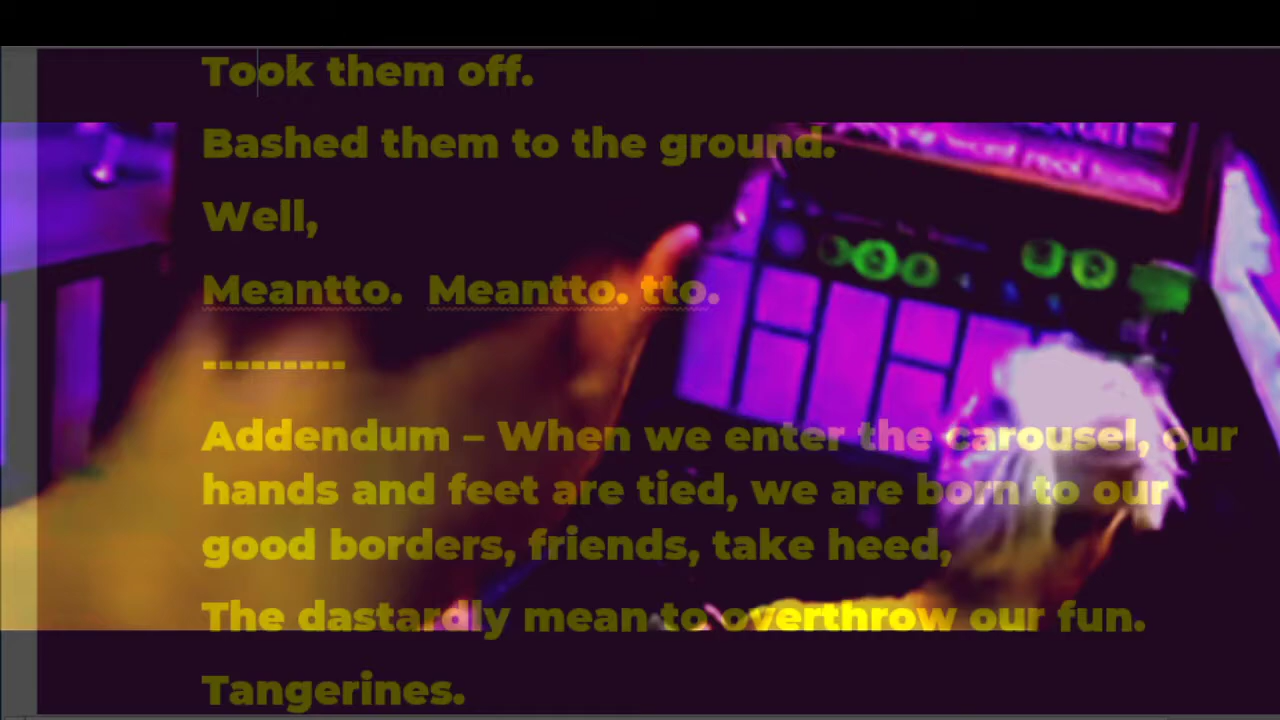 Took them off.
Bashed them to the ground.
Well,
Meantto. Meantto. tto.
---------
Addendum – When we enter the carousel, our
hands and feet are tied, we are born to our
good borders, friends, take heed,
The dastardly mean to overthrow our fun.
Tangerines.